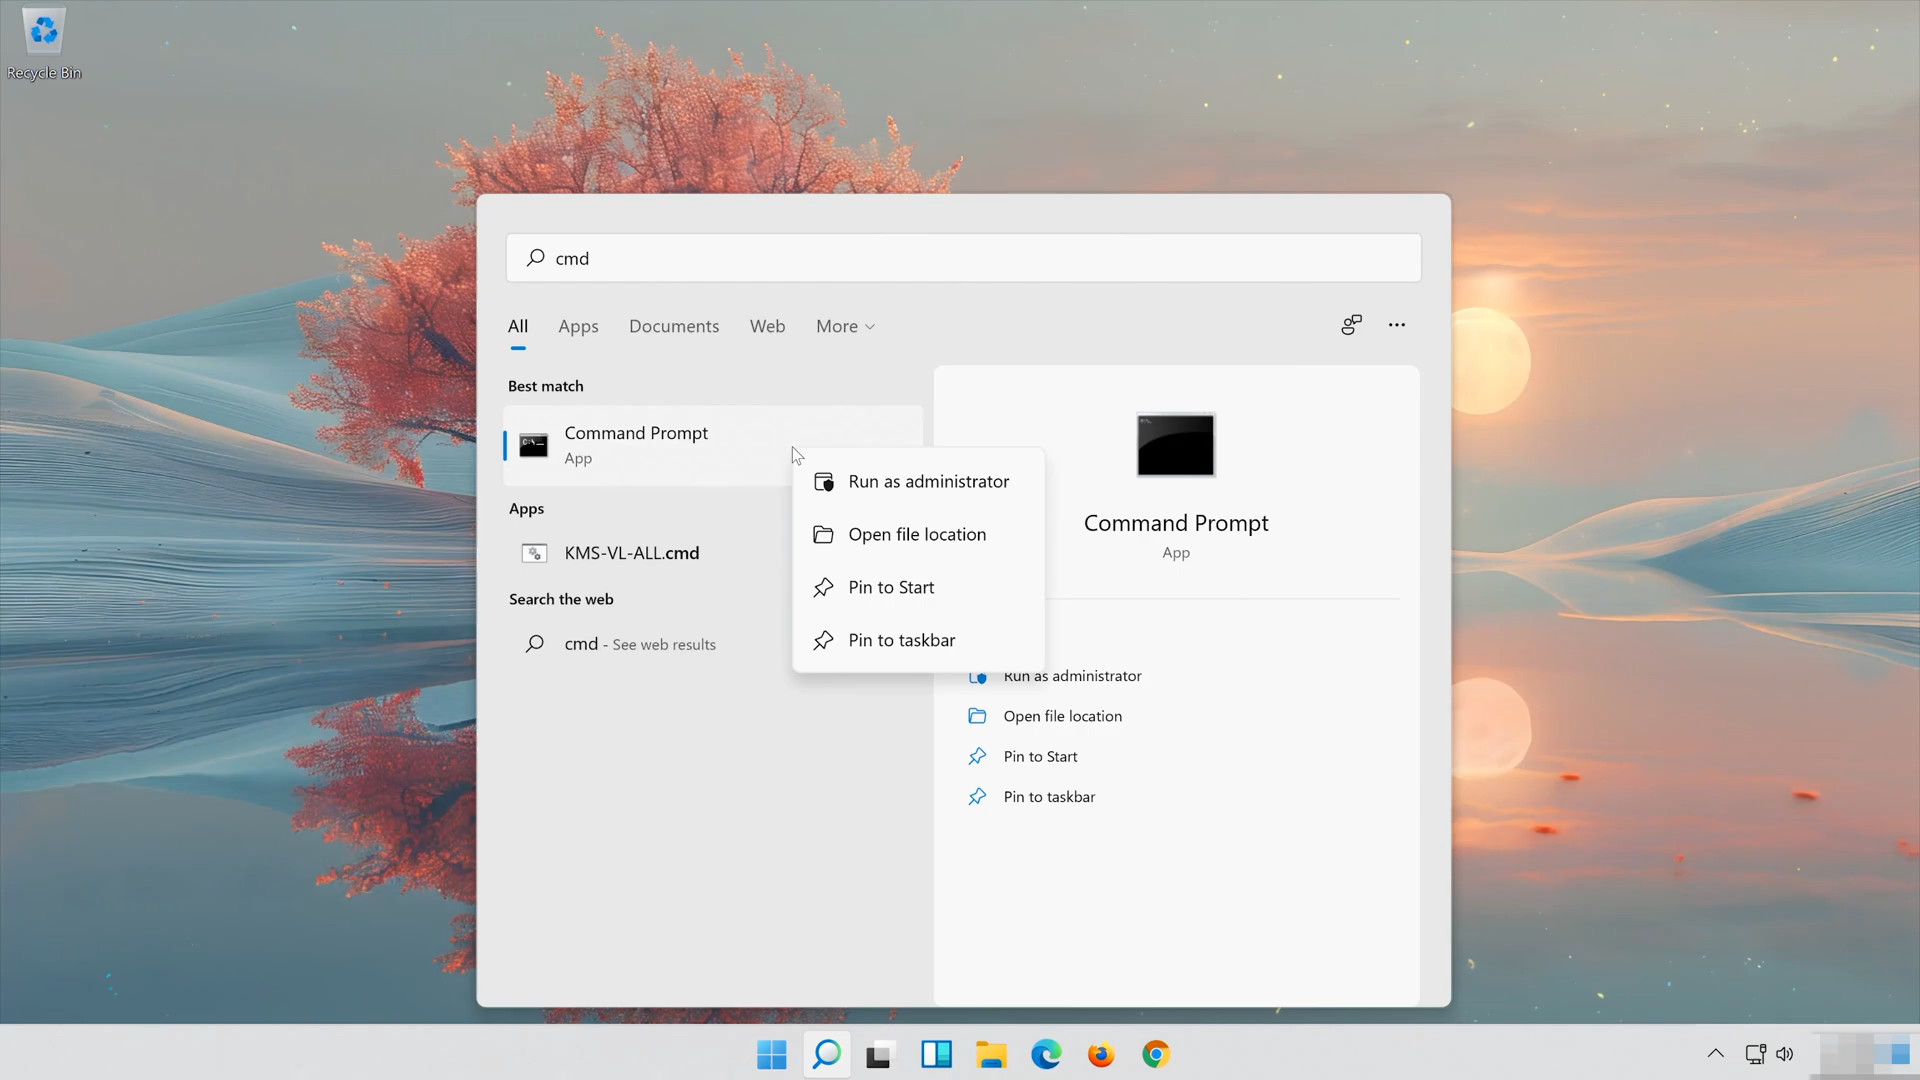 Recycle Bin
cmd
All Apps Documents Web More
Best match
Command Prompt
App
Apps
KMS-VL-ALL.cmd
Search the web
cmd - See web results
Run as administrator
Open file location
Pin to Start
Pin to taskbar
Command Prompt
App
Run as administrator
Open file location
Pin to Start
Pin to taskbar